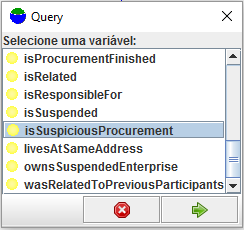 Query
Selecione uma variável:
isProcurementFinished
isRelated
isResponsibleFor
isSuspended
isSuspiciousProcurement
livesAtSameAddress
ownsSuspendedEnterprise
wasRelatedToPreviousParticipants